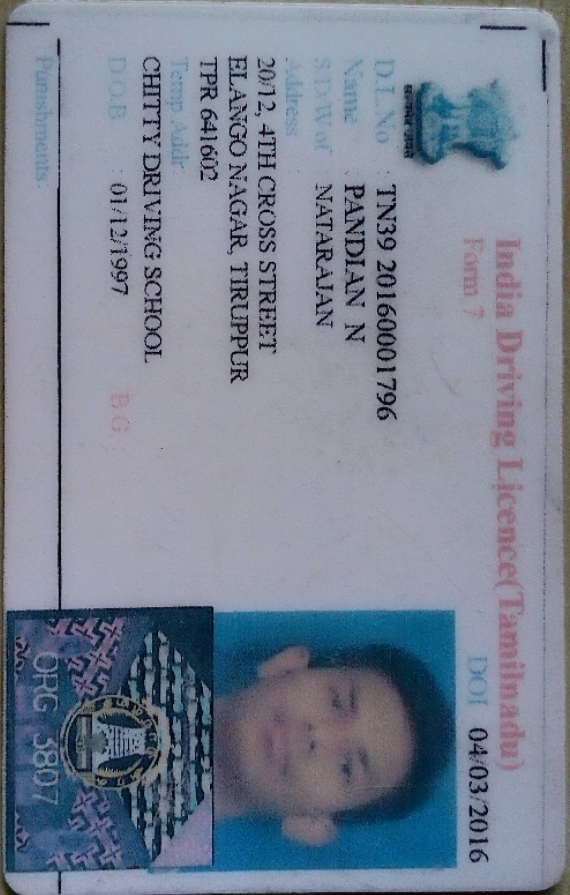 India Driving Licence(Tamilnadu)
Form 7
DOI 04/03/2016
D.L.No : TN39 20160001796
Name : PANDIAN N
S/D/W of : NATARAJAN
Address
20/12, 4TH CROSS STREET
ELANGO NAGAR, TIRUPPUR
TPR 641602
Temp. Addr
CHITTY DRIVING SCHOOL
D.O.B : 01/12/1997 B.G.
Punishments
ORG 3807